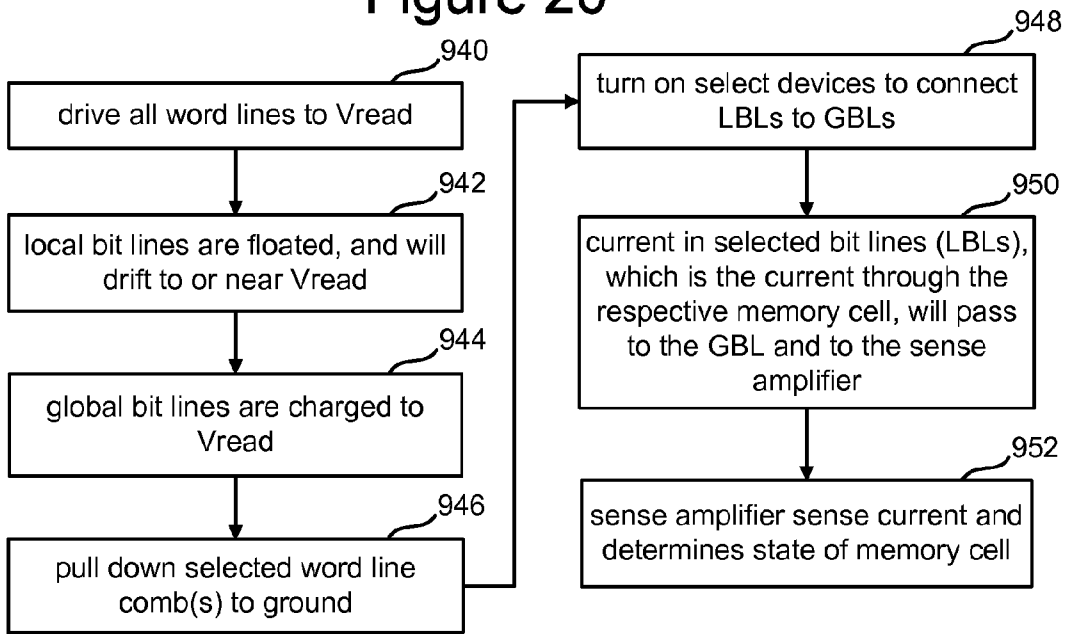 Figure
940
drive all word lines to Vread
942
local bit lines are floated, and will
drift to or near Vread
944
global bit lines are charged to
Vread
946
pull down selected word line
comb(s) to ground
948
turn on select devices to connect
LBLs to GBLs
950
current in selected bit lines (LBLs),
which is the current through the
respective memory cell, will pass
to the GBL and to the sense
amplifier
952
sense amplifier sense current and
determines state of memory cell